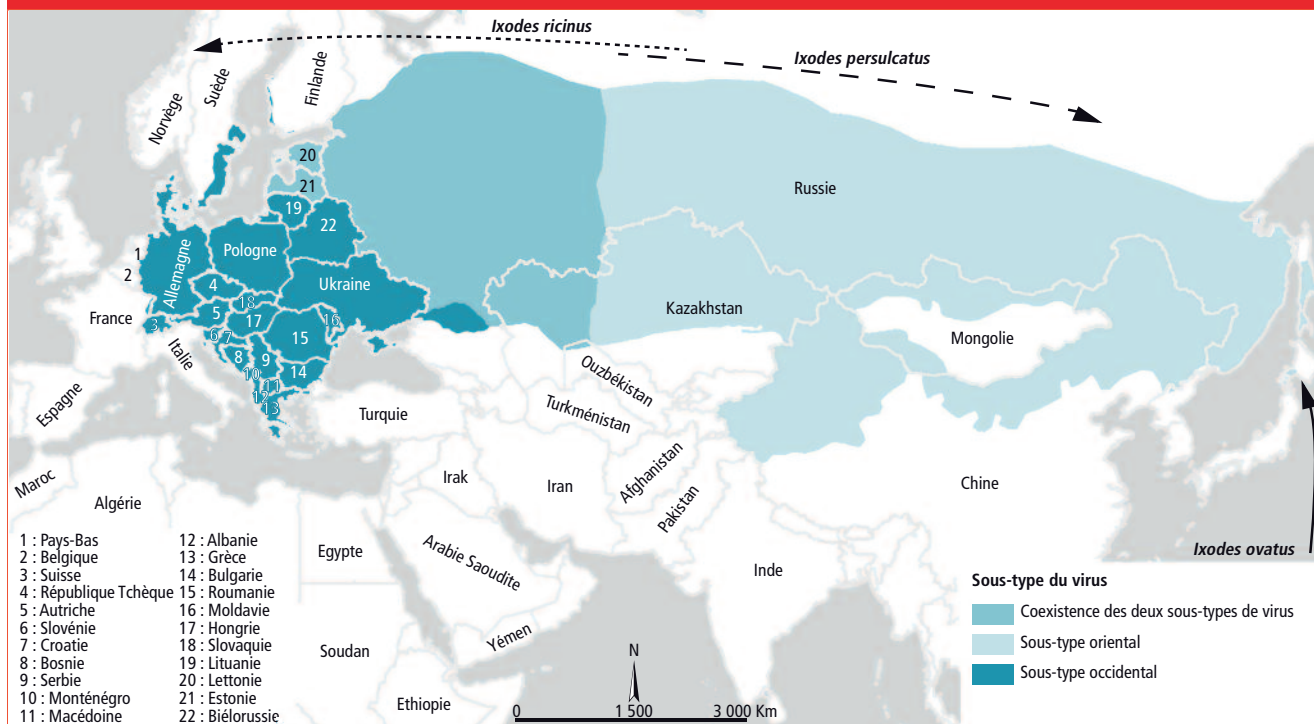 Ixodes ricinus
Ixodes persulcatus
Norvège
Suède
Finlande
20
21
19
22
Russie
1
2
Allemagne
Pologne
4
Ukraine
18
5
17
16
3
6
7
15
8
9
14
10
11
12
13
France
Italie
Espagne
Kazakhstan
Mongolie
Ouzbékistan
Turkménistan
Turquie
Maroc
Algérie
Irak
Iran
Afghanistan
Pakistan
Chine
Egypte
Arabie Saoudite
Inde
Yémen
Soudan
Ethiopie
Ixodes ovatus
1 : Pays-Bas
2 : Belgique
3 : Suisse
4 : République Tchèque
5 : Autriche
6 : Slovénie
7 : Croatie
8 : Bosnie
9 : Serbie
10 : Monténégro
11 : Macédoine
12 : Albanie
13 : Grèce
14 : Bulgarie
15 : Roumanie
16 : Moldavie
17 : Hongrie
18 : Slovaquie
19 : Lituanie
20 : Lettonie
21 : Estonie
22 : Biélorussie
N
0 1 500 3 000 Km
Sous-type du virus
Coexistence des deux sous-types de virus
Sous-type oriental
Sous-type occidental